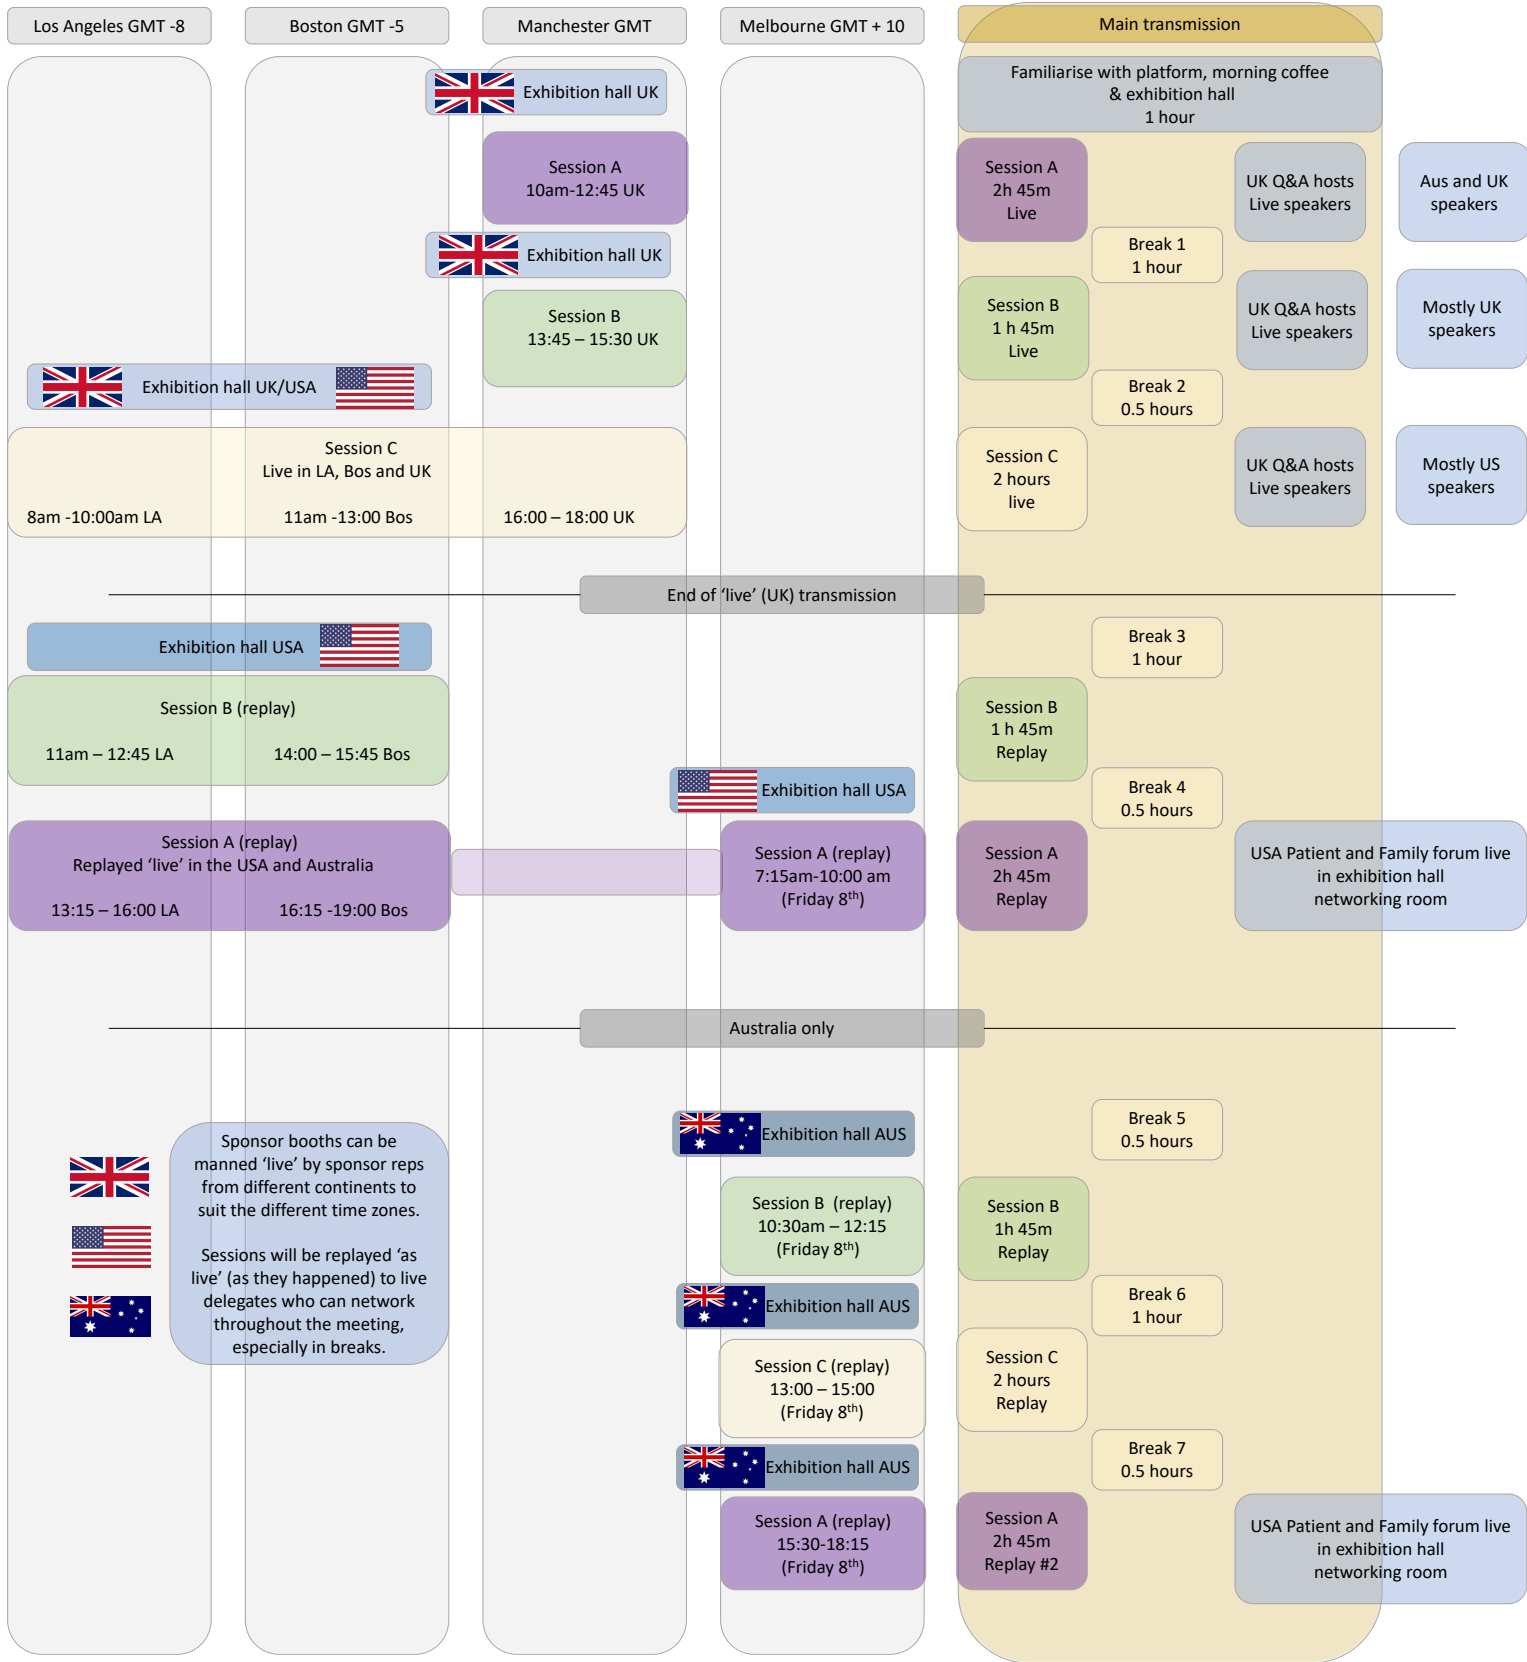 Los Angeles GMT -8
Boston GMT -5
Manchester GMT
Melbourne GMT + 10
Main transmission
Exhibition hall UK
Familiarise with platform, morning coffee
& exhibition hall
1 hour
Session A
10am-12:45 UK
Session A
2h 45m
Live
UK Q&A hosts
Live speakers
Aus and UK
speakers
Exhibition hall UK
Break 1
1 hour
Session B
13:45 – 15:30 UK
Session B
1 h 45m
Live
UK Q&A hosts
Live speakers
Mostly UK
speakers
Exhibition hall UK/USA
Break 2
0.5 hours
Session C
Live in LA, Bos and UK
8am -10:00am LA
11am -13:00 Bos
16:00 – 18:00 UK
Session C
2 hours
live
UK Q&A hosts
Live speakers
Mostly US
speakers
End of ‘live’ (UK) transmission
Exhibition hall USA
Break 3
1 hour
Session B (replay)
11am – 12:45 LA
14:00 – 15:45 Bos
Session B
1 h 45m
Replay
Exhibition hall USA
Break 4
0.5 hours
Session A (replay)
Replayed ‘live’ in the USA and Australia
13:15 – 16:00 LA
16:15 -19:00 Bos
Session A (replay)
7:15am-10:00 am
(Friday 8th)
Session A
2h 45m
Replay
USA Patient and Family forum live
in exhibition hall
networking room
Australia only
Exhibition hall AUS
Break 5
0.5 hours
Sponsor booths can be
manned ‘live’ by sponsor reps
from different continents to
suit the different time zones.
Sessions will be replayed ‘as
live’ (as they happened) to live
delegates who can network
throughout the meeting,
especially in breaks.
Session B (replay)
10:30am – 12:15
(Friday 8th)
Session B
1h 45m
Replay
Exhibition hall AUS
Break 6
1 hour
Session C (replay)
13:00 – 15:00
(Friday 8th)
Session C
2 hours
Replay
Exhibition hall AUS
Break 7
0.5 hours
Session A (replay)
15:30-18:15
(Friday 8th)
Session A
2h 45m
Replay #2
USA Patient and Family forum live
in exhibition hall
networking room